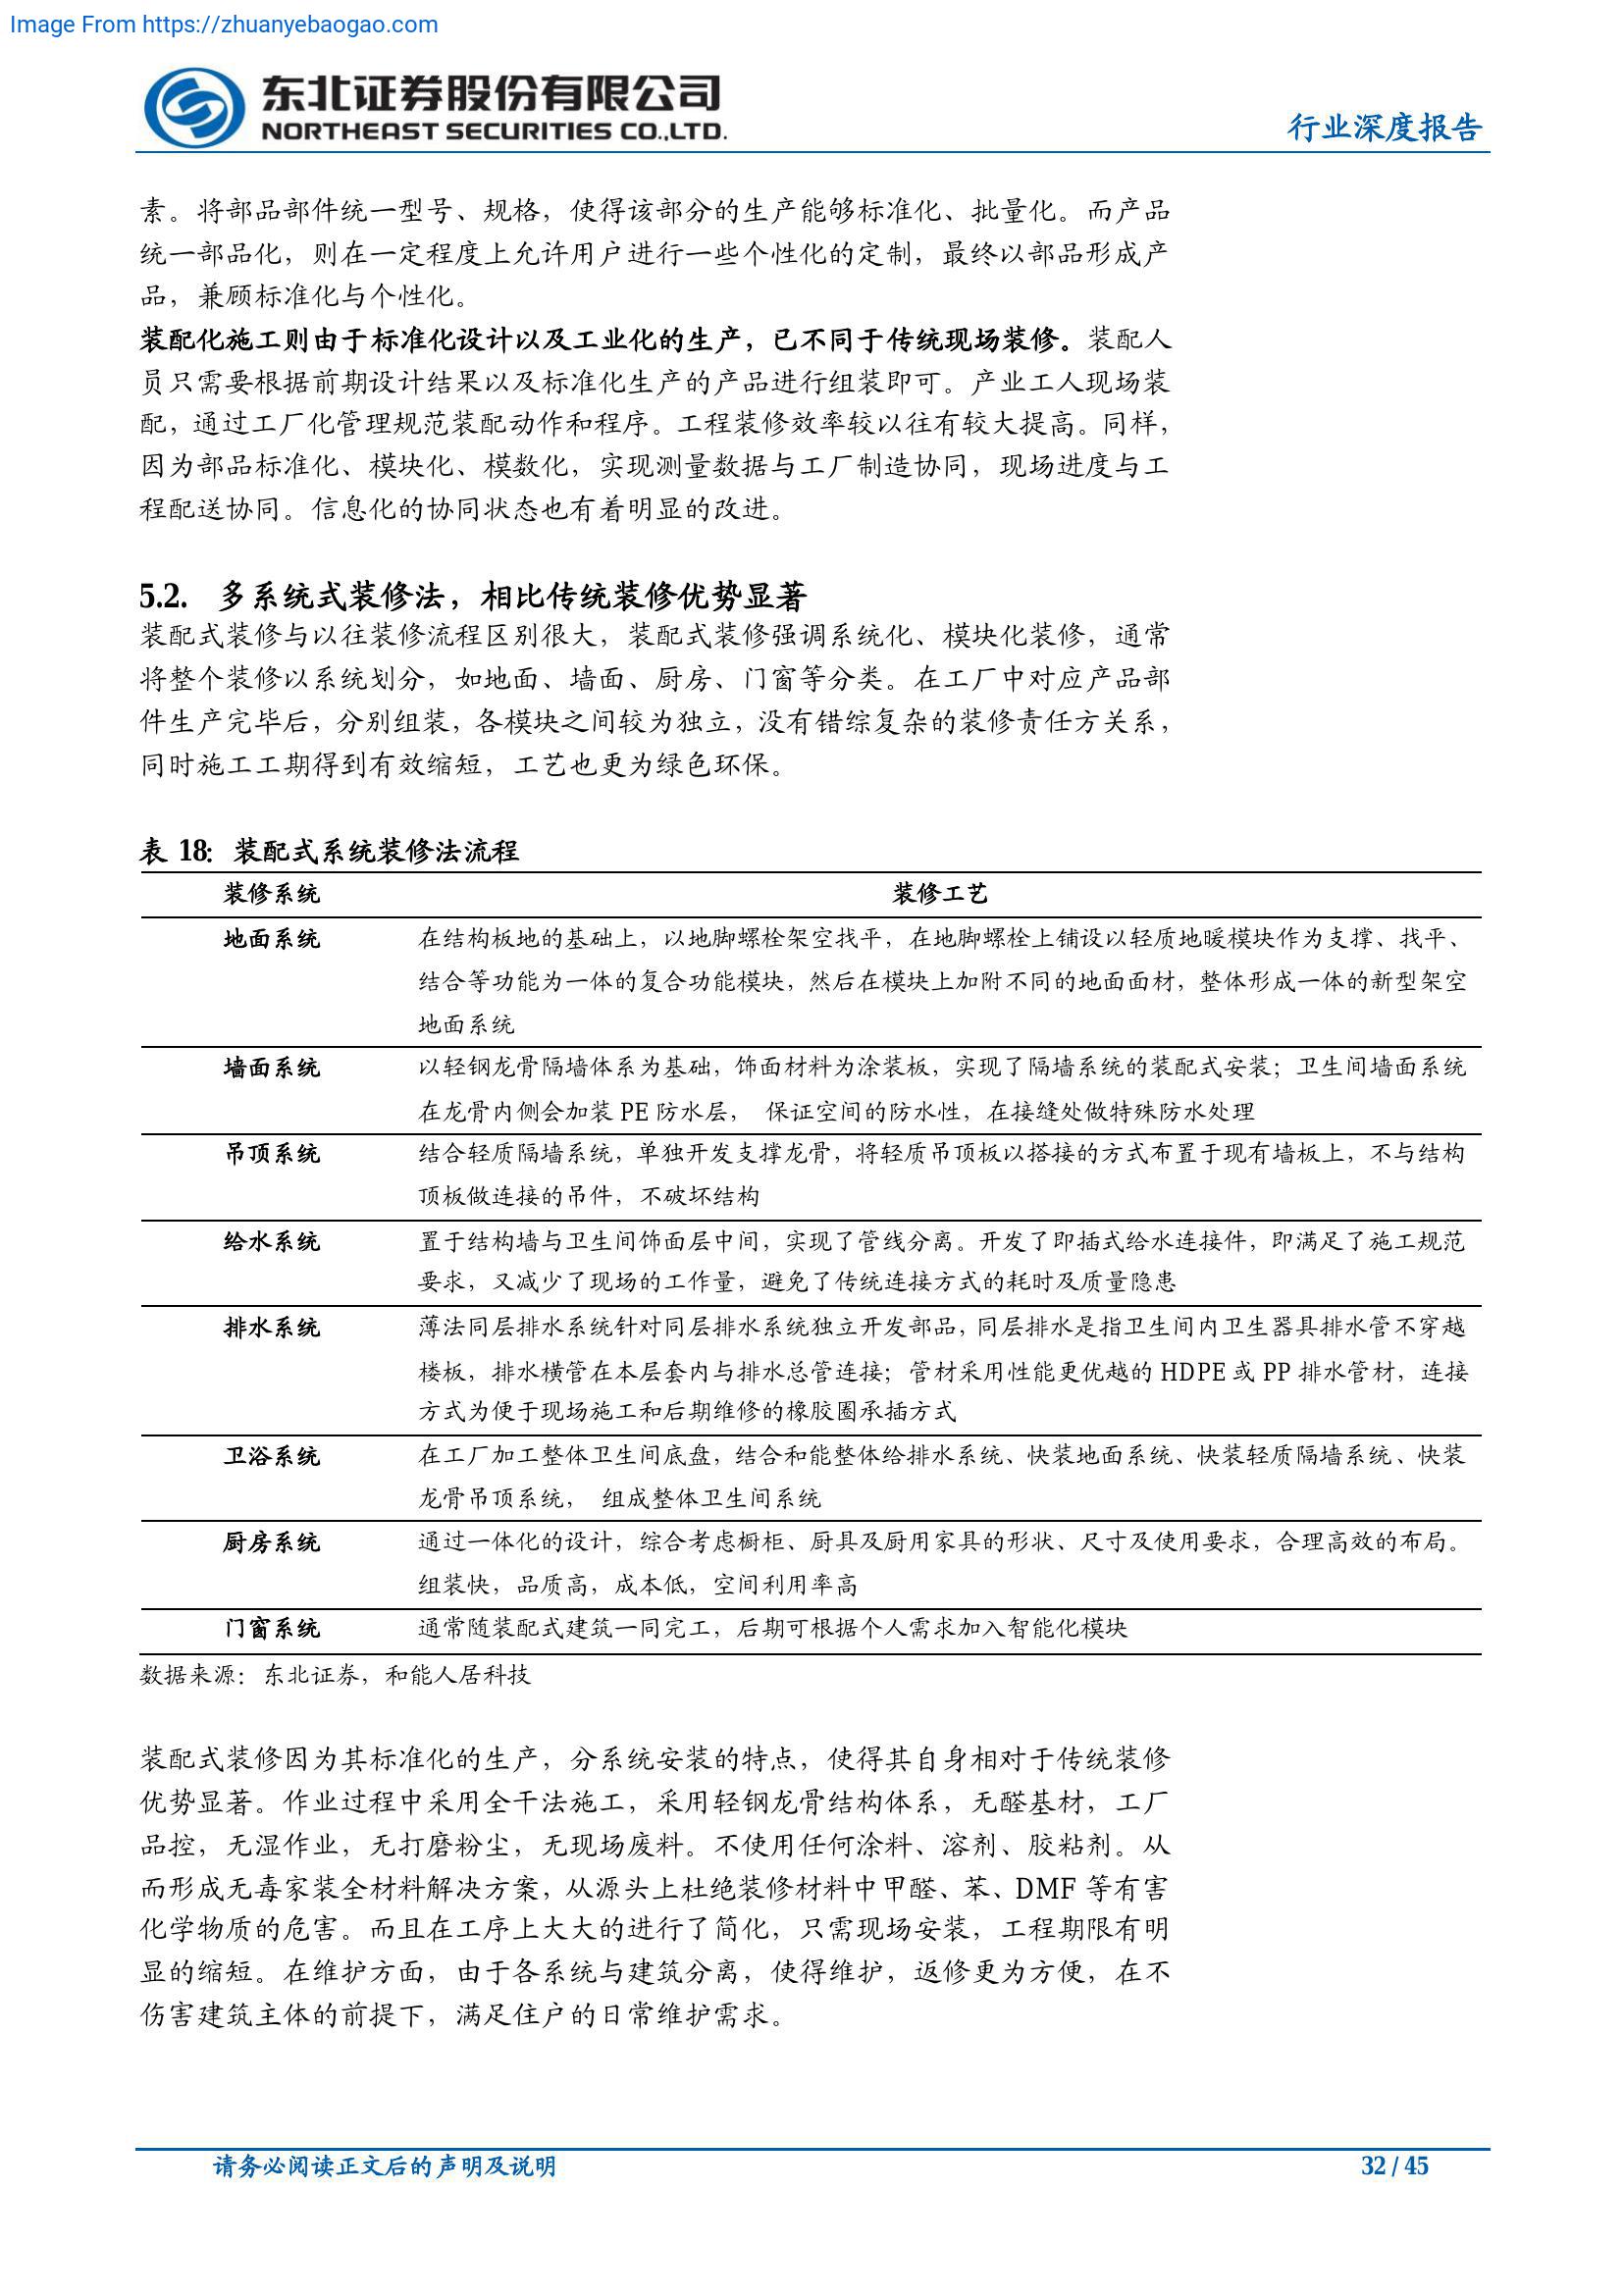 Image From https://zhuanyebaogao.com
东北证券股份有限公司
NORTHEAST SECURITIES CO.,LTD.
行业深度报告
素。将部品部件统一型号、规格，使得该部分的生产能够标准化、批量化。而产品
统一部品化，则在一定程度上允许用户进行一些个性化的定制，最终以部品形成产
品，兼顾标准化与个性化。
装配化施工则由于标准化设计以及工业化的生产，已不同于传统现场装修。装配人
员只需要根据前期设计结果以及标准化生产的产品进行组装即可。产业工人现场装
配，通过工厂化管理规范装配动作和程序。工程装修效率较以往有较大提高。同样，
因为部品标准化、模块化、模数化，实现测量数据与工厂制造协同，现场进度与工
程配送协同。信息化的协同状态也有着明显的改进。
5.2. 多系统式装修法，相比传统装修优势显著
装配式装修与以往装修流程区别很大，装配式装修强调系统化、模块化装修，通常
将整个装修以系统划分，如地面、墙面、厨房、门窗等分类。在工厂中对应产品部
件生产完毕后，分别组装，各模块之间较为独立，没有错综复杂的装修责任方关系，
同时施工工期得到有效缩短，工艺也更为绿色环保。
表 18：装配式系统装修法流程
装修系统 装修工艺
地面系统 在结构板地的基础上，以地脚螺栓架空找平，在地脚螺栓上铺设以轻质地暖模块作为支撑、找平、
结合等功能为一体的复合功能模块，然后在模块上加附不同的地面面材，整体形成一体的新型架空
地面系统
墙面系统 以轻钢龙骨隔墙体系为基础，饰面材料为涂装板，实现了隔墙系统的装配式安装；卫生间墙面系统
在龙骨内侧会加装 PE 防水层， 保证空间的防水性，在接缝处做特殊防水处理
吊顶系统 结合轻质隔墙系统，单独开发支撑龙骨，将轻质吊顶板以搭接的方式布置于现有墙板上，不与结构
顶板做连接的吊件，不破坏结构
给水系统 置于结构墙与卫生间饰面层中间，实现了管线分离。开发了即插式给水连接件，即满足了施工规范
要求，又减少了现场的工作量，避免了传统连接方式的耗时及质量隐患
排水系统 薄法同层排水系统针对同层排水系统独立开发部品，同层排水是指卫生间内卫生器具排水管不穿越
楼板，排水横管在本层套内与排水总管连接；管材采用性能更优越的 HDPE 或 PP 排水管材，连接
方式为便于现场施工和后期维修的橡胶圈承插方式
卫浴系统 在工厂加工整体卫生间底盘，结合和能整体给排水系统、快装地面系统、快装轻质隔墙系统、快装
龙骨吊顶系统， 组成整体卫生间系统
厨房系统 通过一体化的设计，综合考虑橱柜、厨具及厨用家具的形状、尺寸及使用要求，合理高效的布局。
组装快，品质高，成本低，空间利用率高
门窗系统 通常随装配式建筑一同完工，后期可根据个人需求加入智能化模块
数据来源：东北证券，和能人居科技
装配式装修因为其标准化的生产，分系统安装的特点，使得其自身相对于传统装修
优势显著。作业过程中采用全干法施工，采用轻钢龙骨结构体系，无醛基材，工厂
品控，无湿作业，无打磨粉尘，无现场废料。不使用任何涂料、溶剂、胶粘剂。从
而形成无毒家装全材料解决方案，从源头上杜绝装修材料中甲醛、苯、DMF 等有害
化学物质的危害。而且在工序上大大的进行了简化，只需现场安装，工程期限有明
显的缩短。在维护方面，由于各系统与建筑分离，使得维护，返修更为方便，在不
伤害建筑主体的前提下，满足住户的日常维护需求。
请务必阅读正文后的声明及说明 32 / 45